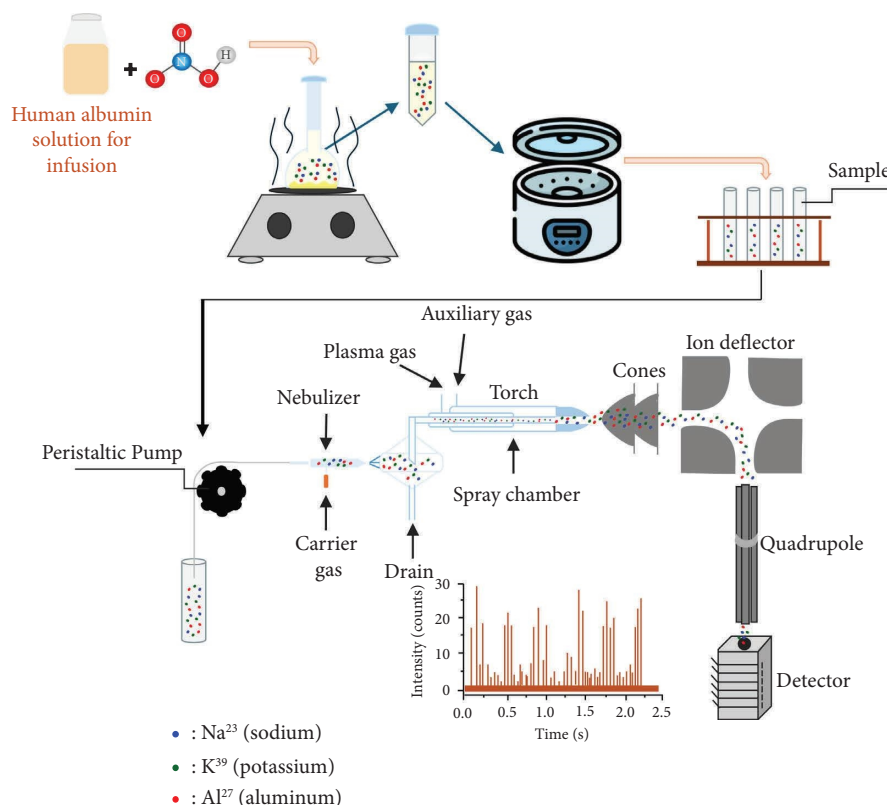 O
N
H
O
O
+
Human albumin
solution for
infusion
Sample
Auxiliary gas
Plasma gas
Ion deflector
Cones
Torch
Nebulizer
Peristaltic Pump
Spray chamber
Carrier
gas
Drain
Quadrupole
Detector
Intensity (counts)
30
20
10
0
0.0 0.5 1.0 1.5 2.0 2.5
Time (s)
: Na²³ (sodium)
: K³⁹ (potassium)
: Al²⁷ (aluminum)